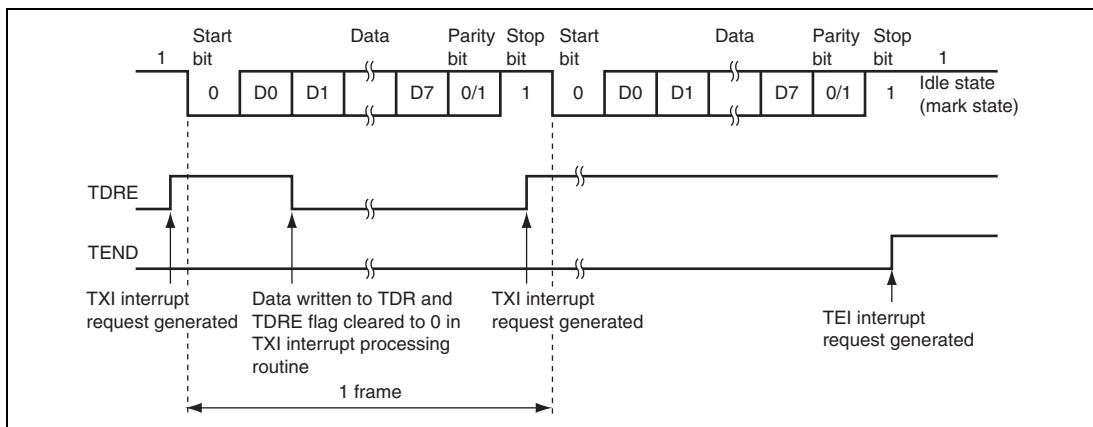 Start bit Data Parity bit Stop bit Start bit Data Parity bit Stop bit
1 0 D0 D1 D7 0/1 1 0 D0 D1 D7 0/1 1 1
Idle state
(mark state)
TDRE
TEND
TXI interrupt
request generated
Data written to TDR and
TDRE flag cleared to 0 in
TXI interrupt processing
routine
TXI interrupt
request generated
TEI interrupt
request generated
1 frame